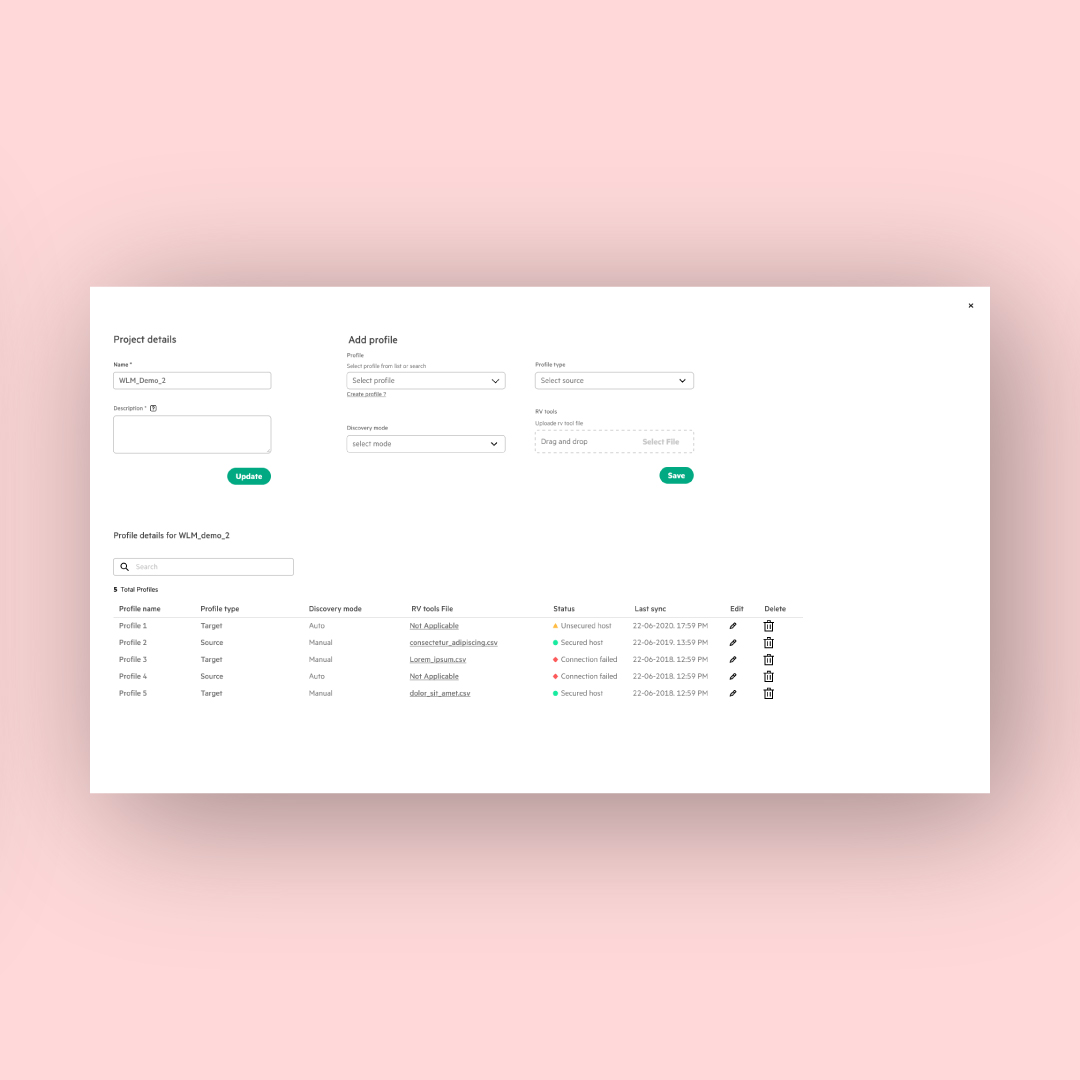 Project details
Name *
WLM_Demo_2
Description *
?
Update
Add profile
Profile
Select profile from list or search
Select profile
Create profile ?
Profile type
Select source
Discovery mode
select mode
RV tools
Uploade rv tool file
Drag and drop Select File
Save
Profile details for WLM_demo_2
Search
5 Total Profiles
Profile name Profile type Discovery mode RV tools File Status Last sync Edit Delete
Profile 1 Target Auto Not Applicable Unsecured host 22-06-2020. 17:59 PM
Profile 2 Source Manual consectetur_adipiscing.csv Secured host 22-06-2019. 13:59 PM
Profile 3 Target Manual Lorem_ipsum.csv Connection failed 22-06-2018. 12:59 PM
Profile 4 Source Auto Not Applicable Connection failed 22-06-2018. 12:59 PM
Profile 5 Target Manual dolor_sit_amet.csv Secured host 22-06-2018. 12:59 PM